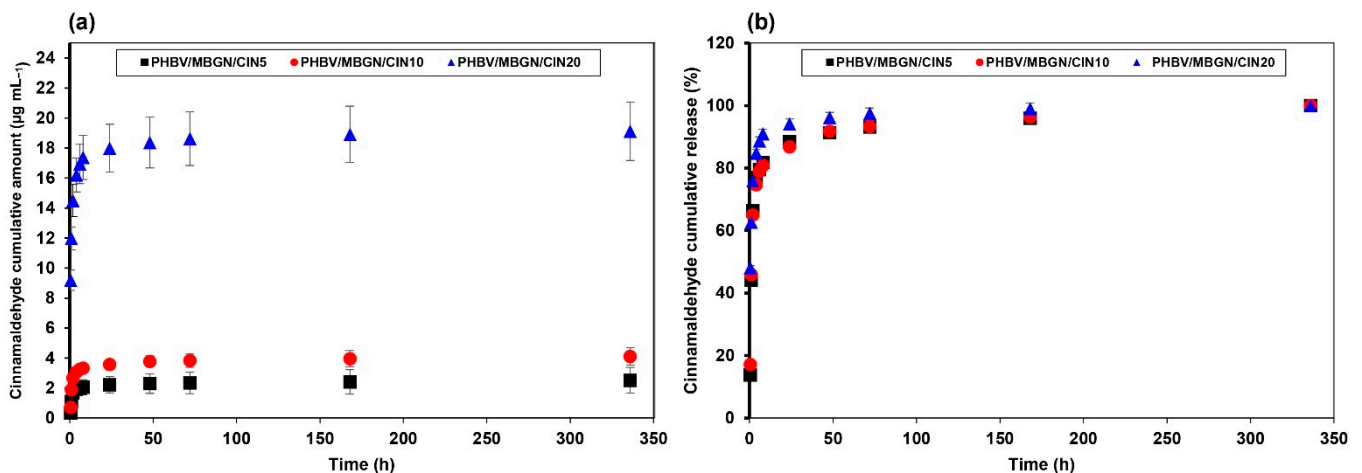 (a)
Cinnamaldehyde cumulative amount (µg mL⁻¹)
24
22
20
18
16
14
12
10
8
6
4
2
0
PHBV/MBGN/CIN5 PHBV/MBGN/CIN10 PHBV/MBGN/CIN20
0 50 100 150 200 250 300 350
Time (h)
(b)
Cinnamaldehyde cumulative release (%)
120
100
80
60
40
20
0
PHBV/MBGN/CIN5 PHBV/MBGN/CIN10 PHBV/MBGN/CIN20
0 50 100 150 200 250 300 350
Time (h)